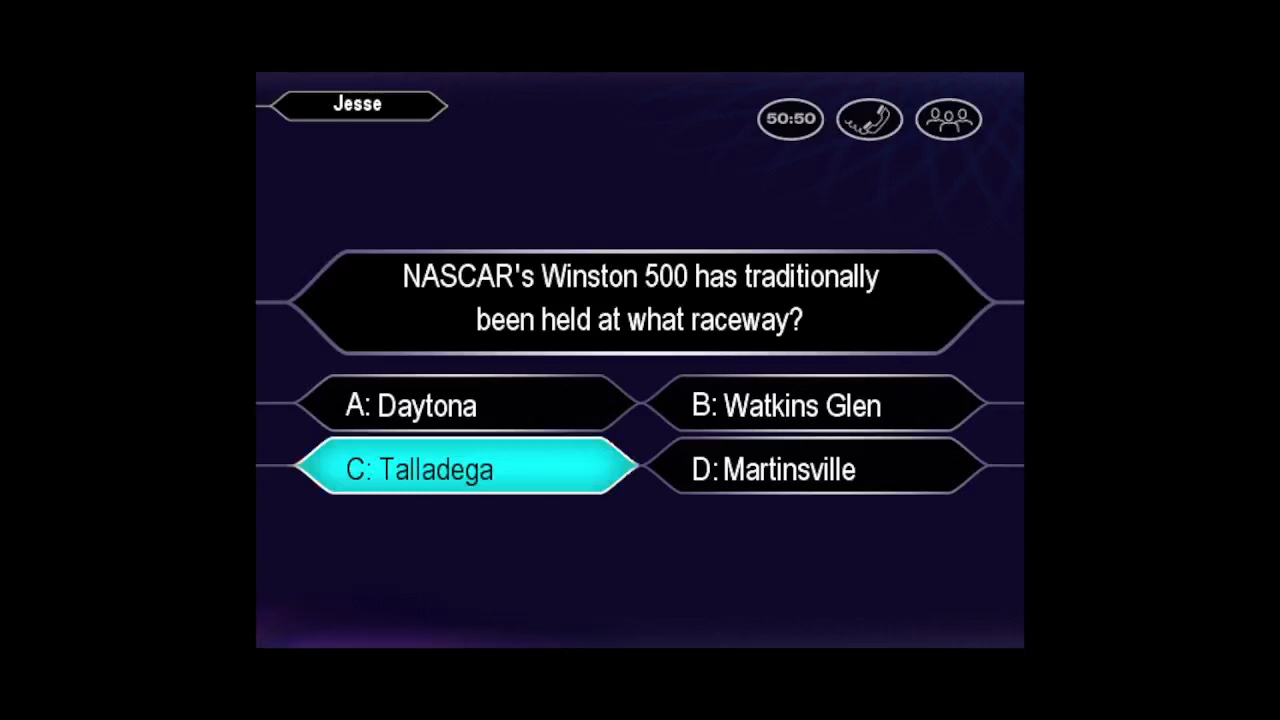 Jesse
50:50
NASCAR's Winston 500 has traditionally
been held at what raceway?
A: Daytona
B: Watkins Glen
C: Talladega
D: Martinsville